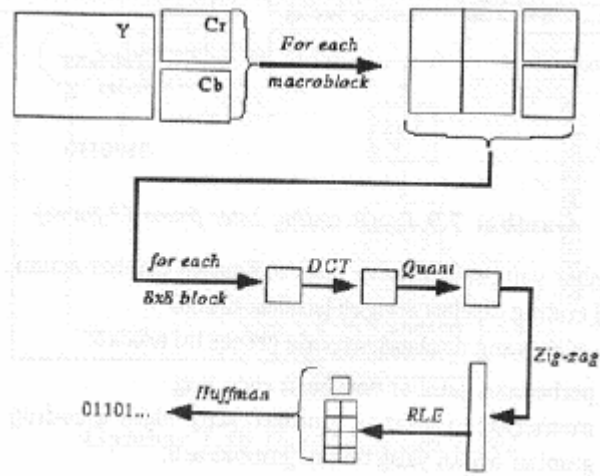 Y
Cr
Cb
For each
macroblock
for each
8x8 block
DCT
Quant
Zig-zag
RLE
Huffman
01101...